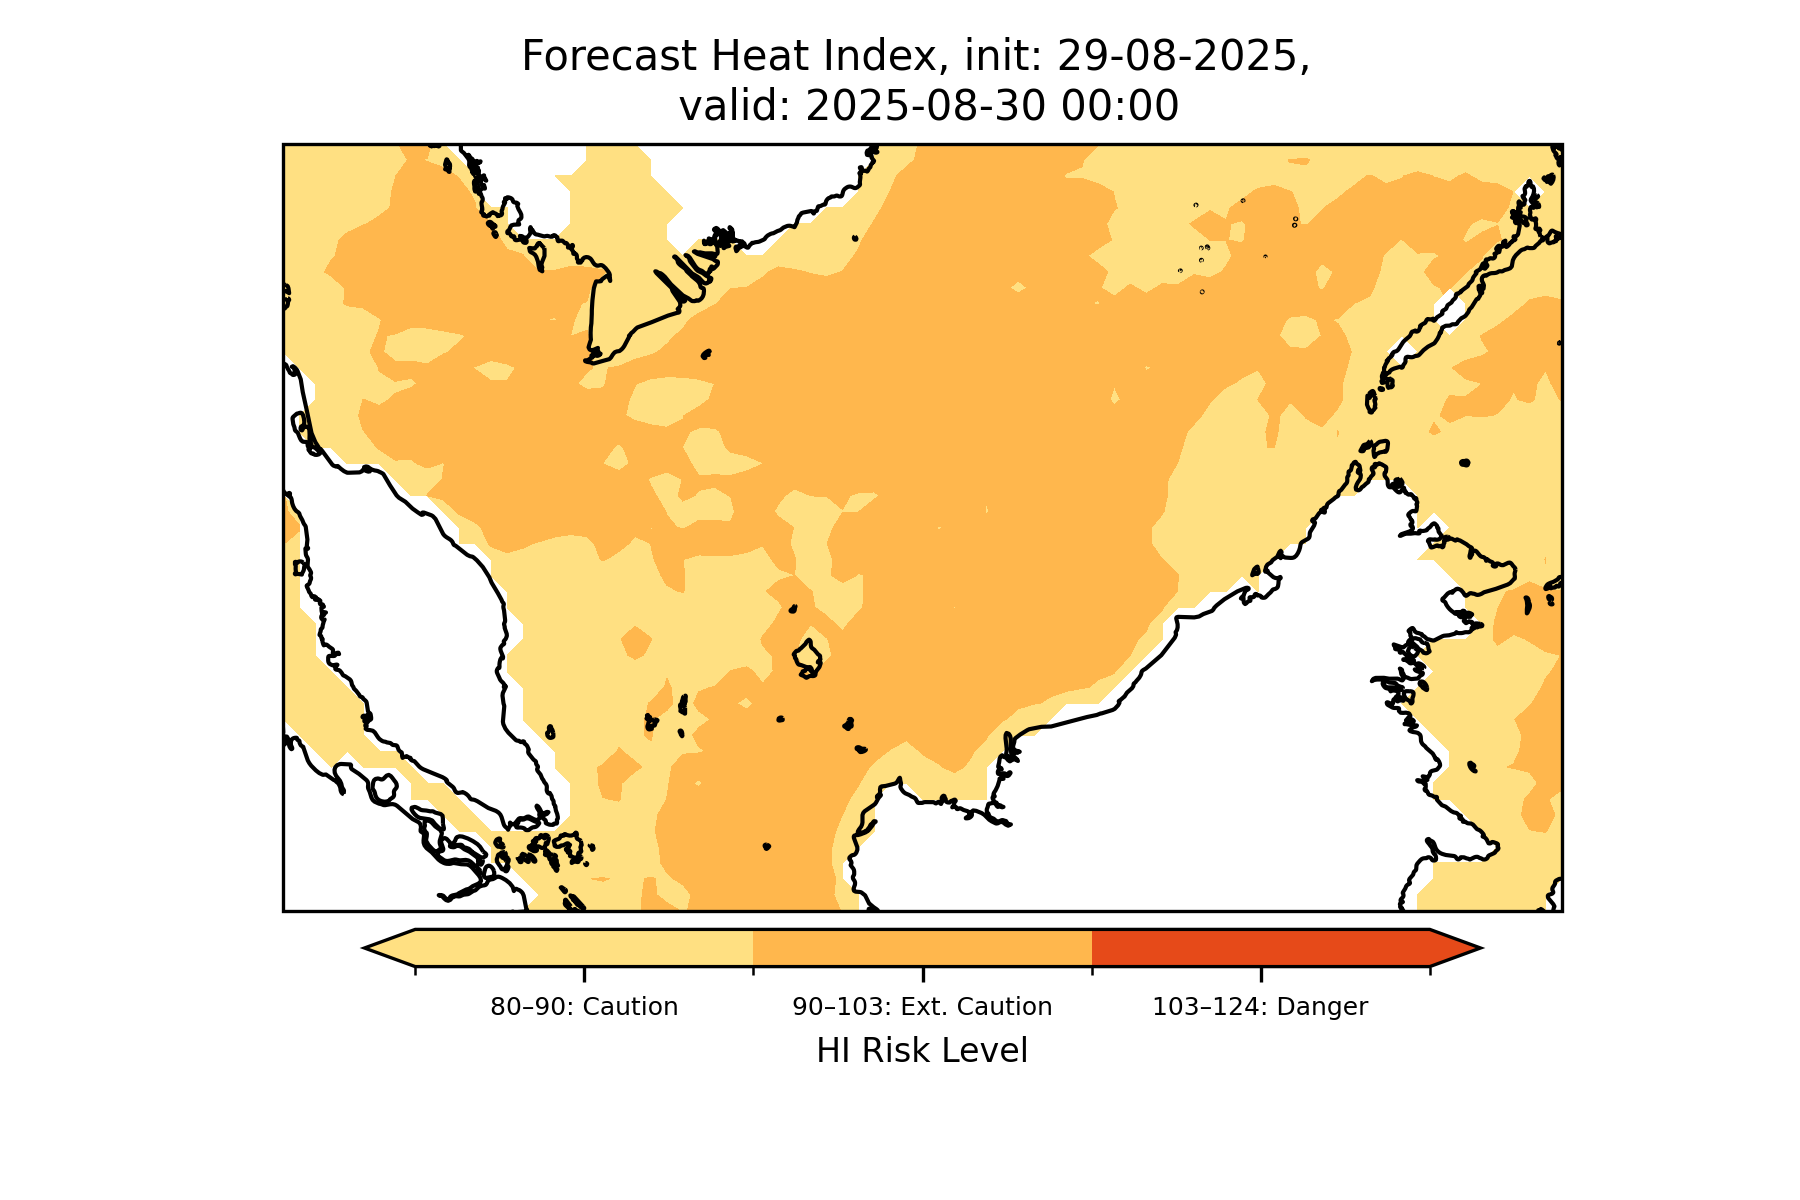 Forecast Heat Index, init: 29-08-2025,
valid: 2025-08-30 00:00
80–90: Caution
90–103: Ext. Caution
103–124: Danger
HI Risk Level